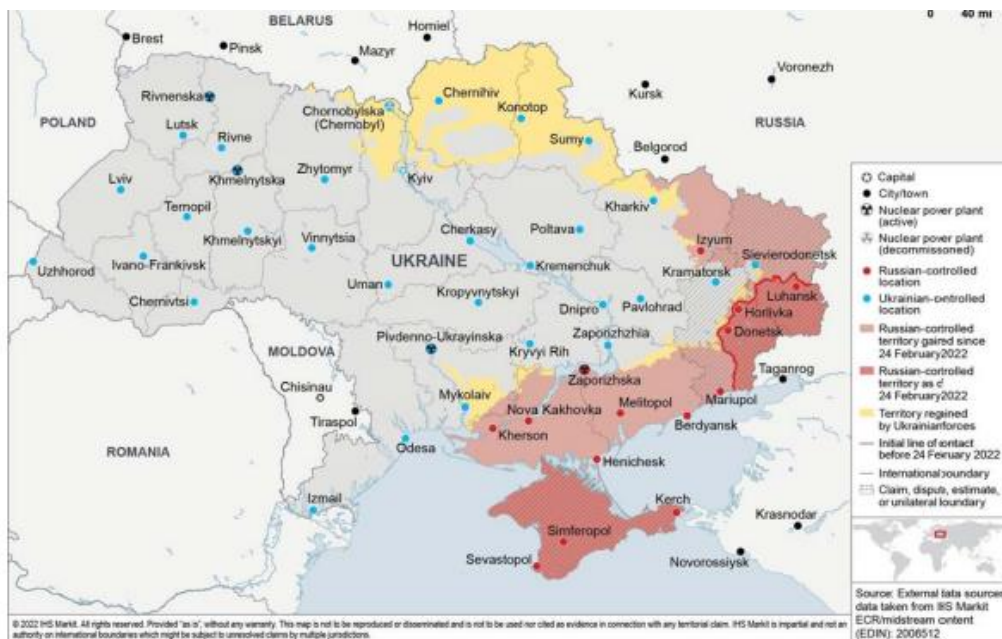 0 40 mi
BELARUS
Homiel
Brest
Pinsk
Mazyr
Voronezh
Kursk
Rivnenska
Chornobylska
(Chernobyl)
Chernihiv
Konotop
POLAND
Lutsk
Rivne
Sumy
RUSSIA
Belgorod
Khmelnytska
Zhytomyr
Kyiv
Lviv
Kharkiv
Ternopil
Khmelnytskyi
Vinnytsia
Cherkasy
Poltava
Izyum
Sievierodonetsk
Uzhhorod
Ivano-Frankivsk
UKRAINE
Kremenchuk
Kramatorsk
Uman
Chernivtsi
Kropyvnytskyi
Dnipro
Pavlohrad
Luhansk
Horlivka
Pivdenno-Ukrayinska
Zaporizhzhia
Donetsk
MOLDOVA
Kryvyi Rih
Taganrog
Chisinau
Zaporizhska
Mykolaiv
Mariupol
Tiraspol
Nova Kakhovka
Melitopol
Berdyansk
Kherson
ROMANIA
Odesa
Henichesk
Izmail
Kerch
Krasnodar
Simferopol
Sevastopol
Novorossiysk
Capital
City/town
Nuclear power plant
(active)
Nuclear power plant
(decommissoned)
Russian-controlled
location
Ukrainian-controlled
location
Russian-controlled
territory gaired since
24 February2022
Russian-controlled
territory as o'
24 February2022
Territory regained
by Ukrainianforces
Initial line of contact
before 24 February 2022
International boundary
Claim, dispute, estimate,
or unilateral boundary
Source: External data sources
data taken from IHS Markit
ECR/midstream content
(EDIN): 2006512
© 2022 IHS Markit. All rights reserved. Provided "as is", without any warranty. This map is not to be reproduced or disseminated and is not to be used nor cited as evidence in connection with any territorial claim. IHS Markit is impartial and not an
authority on international boundaries which might be subject to unresolved claims by multiple jurisdictions.